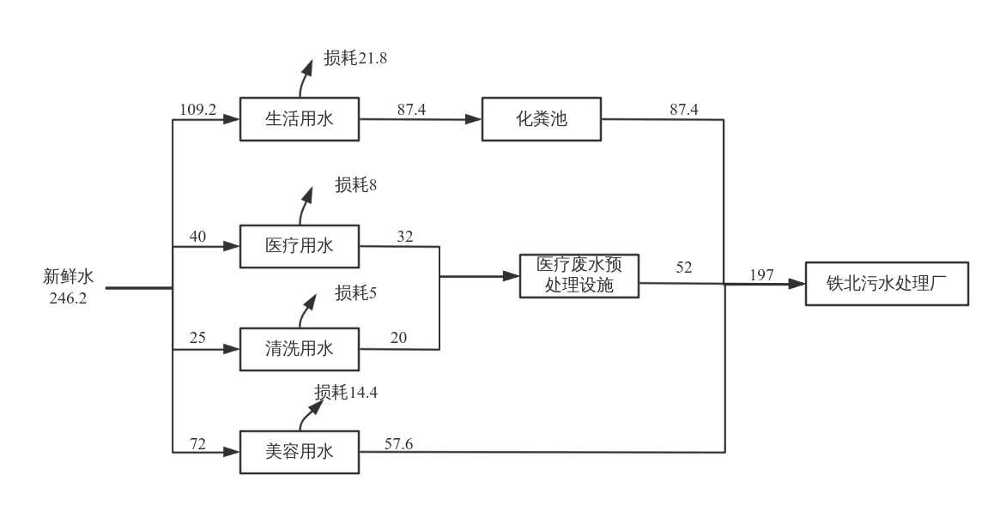 损耗21.8
109.2
生活用水
87.4
化粪池
87.4
损耗8
40
医疗用水
32
新鲜水
246.2
医疗废水预
处理设施
52
197
铁北污水处理厂
损耗5
25
清洗用水
20
损耗14.4
72
美容用水
57.6